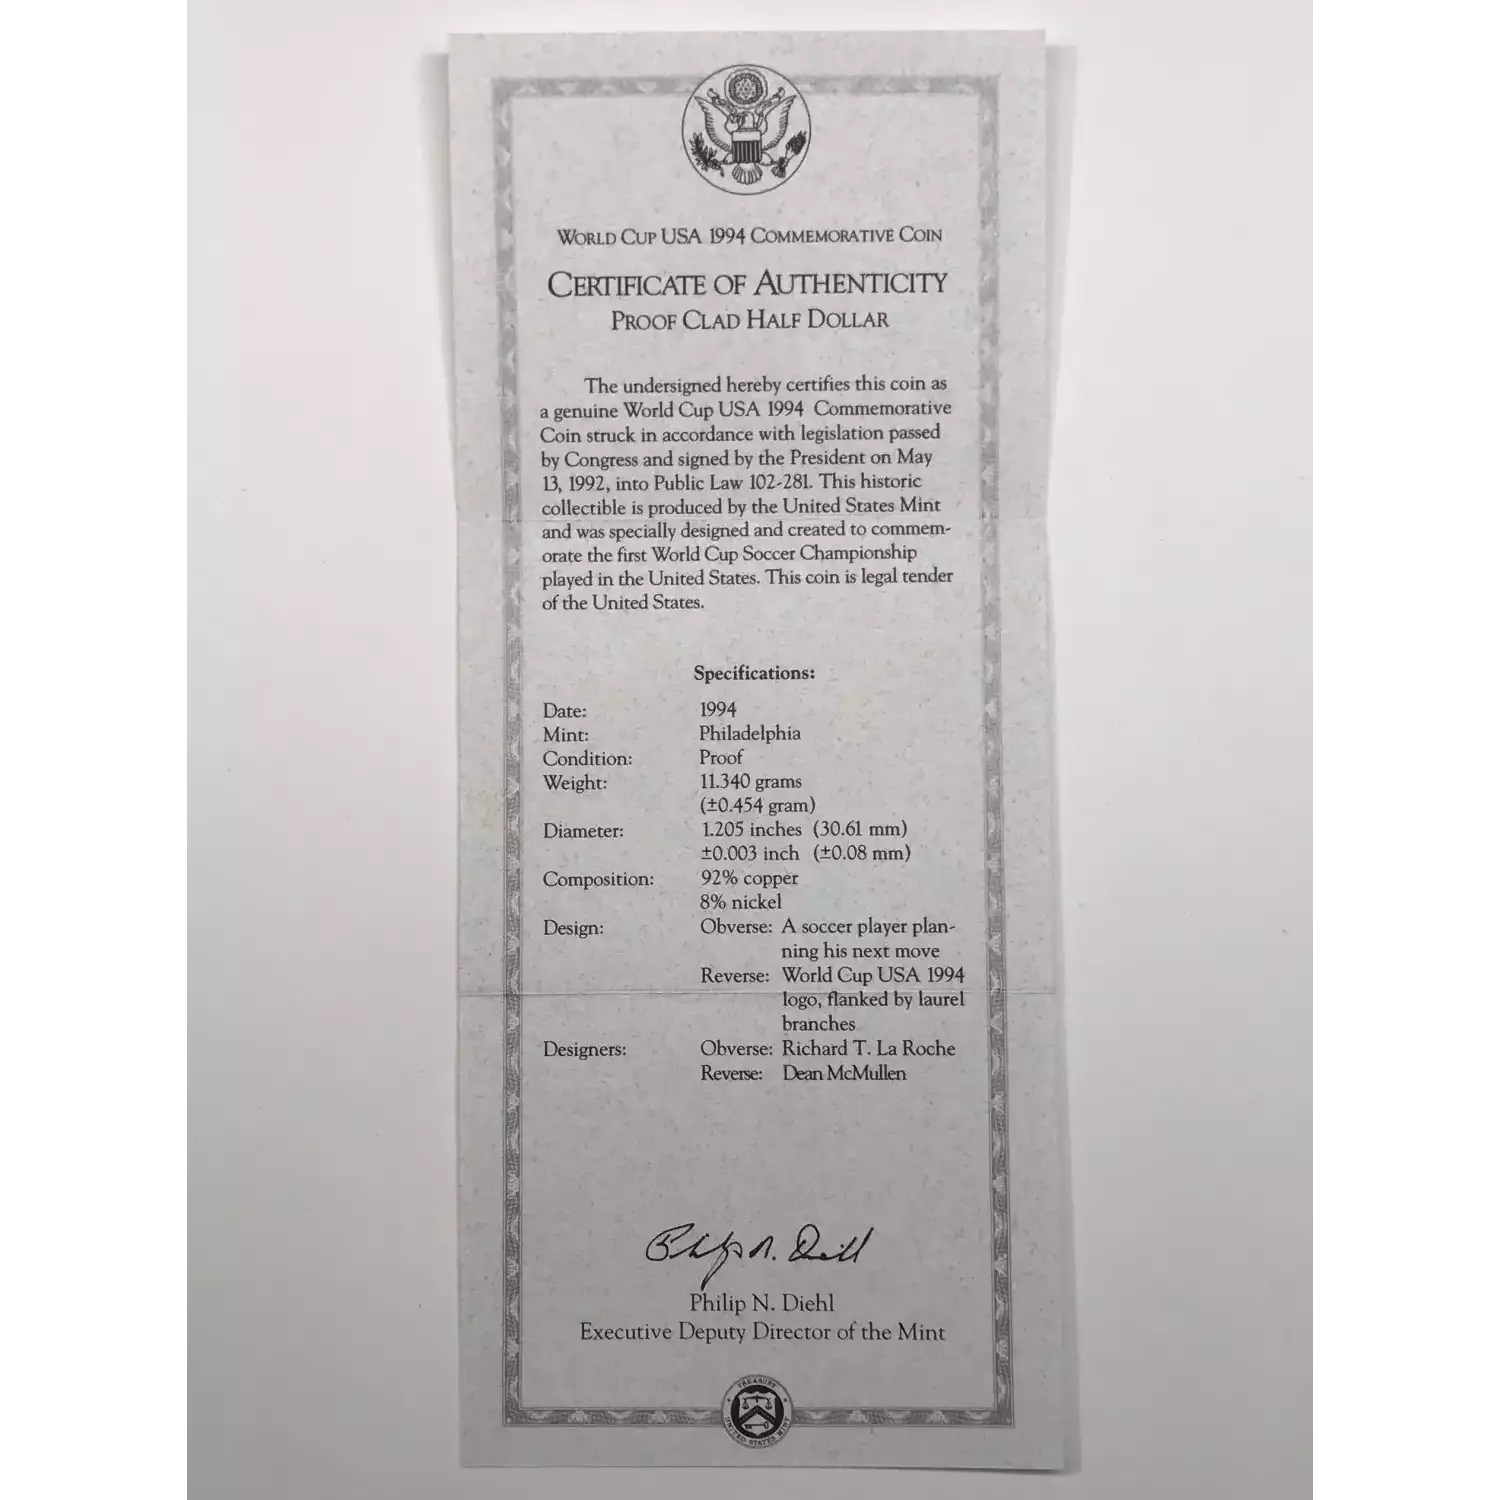 WORLD CUP USA 1994 COMMEMORATIVE COIN
CERTIFICATE OF AUTHENTICITY
PROOF CLAD HALF DOLLAR
The undersigned hereby certifies this coin as
a genuine World Cup USA 1994 Commemorative
Coin struck in accordance with legislation passed
by Congress and signed by the President on May
13, 1992, into Public Law 102-281. This historic
collectible is produced by the United States Mint
and was specially designed and created to commem-
orate the first World Cup Soccer Championship
played in the United States. This coin is legal tender
of the United States.
Specifications:
Date: 1994
Mint: Philadelphia
Condition: Proof
Weight: 11.340 grams
(±0.454 gram)
Diameter: 1.205 inches (30.61 mm)
±0.003 inch (±0.08 mm)
Composition: 92% copper
8% nickel
Design: Obverse: A soccer player plan-
ning his next move
Reverse: World Cup USA 1994
logo, flanked by laurel
branches
Designers: Obverse: Richard T. La Roche
Reverse: Dean McMullen
Philip N. Diehl
Philip N. Diehl
Executive Deputy Director of the Mint
TREASURY
UNITED STATES MINT